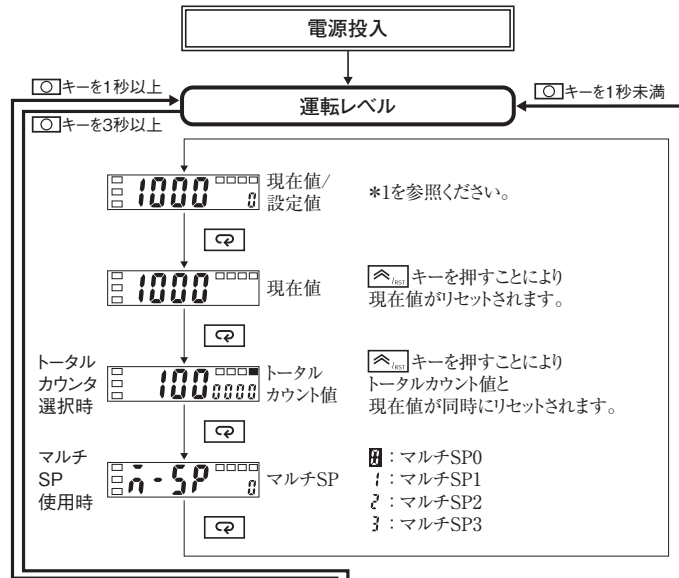 電源投入
キーを1秒以上
運転レベル
キーを1秒未満
キーを3秒以上
1000
0
現在値/
設定値
*1を参照ください。
1000
現在値
RST キーを押すことにより
現在値がリセットされます。
トータル
カウンタ
選択時
100
0000
トータル
カウント値
RST キーを押すことにより
トータルカウント値と
現在値が同時にリセットされます。
マルチ
SP
使用時
ñ-SP
0
マルチSP
0：マルチSP0
1：マルチSP1
2：マルチSP2
3：マルチSP3